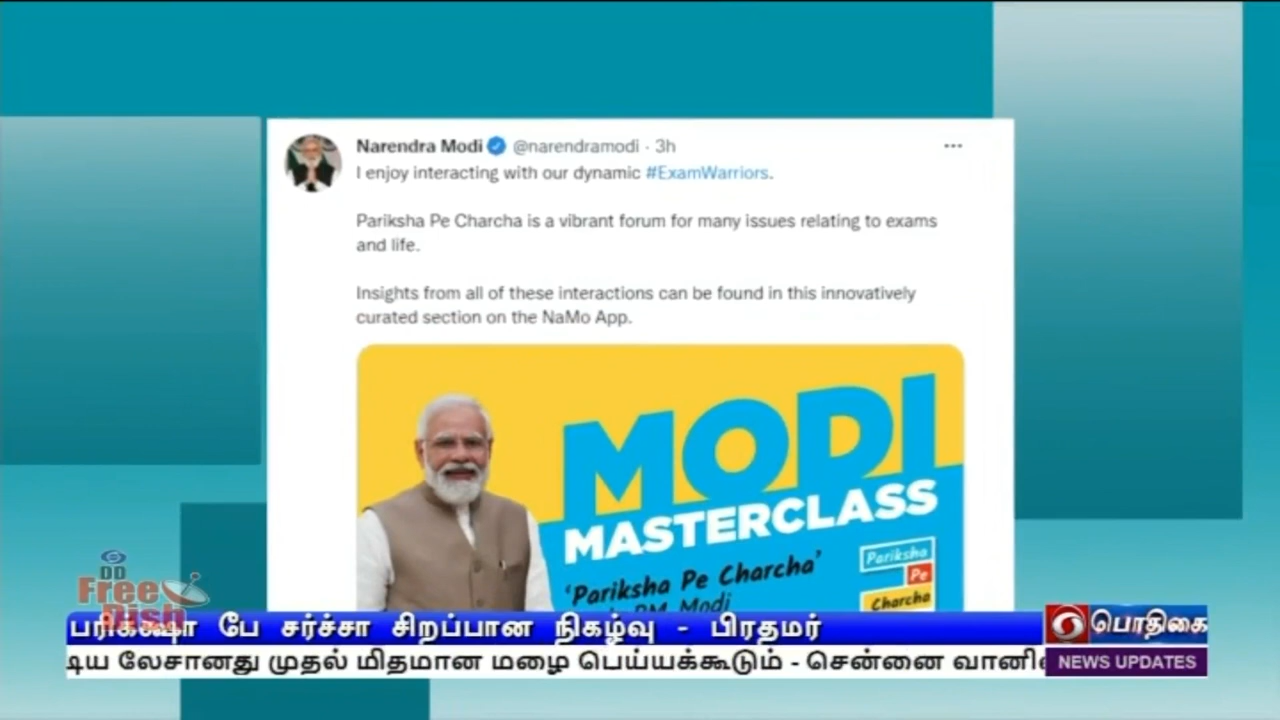 Narendra Modi @narendramodi · 3h
I enjoy interacting with our dynamic #ExamWarriors.
Pariksha Pe Charcha is a vibrant forum for many issues relating to exams
and life.
Insights from all of these interactions can be found in this innovatively
curated section on the NaMo App.
MODI
MASTERCLASS
'Pariksha Pe Charcha'
PM Modi
Pariksha
Pe
Charcha
DD
Free
Dish
பரிக்ஷா பே சர்ச்சா சிறப்பான நிகழ்வு - பிரதமர்
பொதிகை
லேசானது முதல் மிதமான மழை பெய்யக்கூடும் - சென்னை
NEWS UPDATES